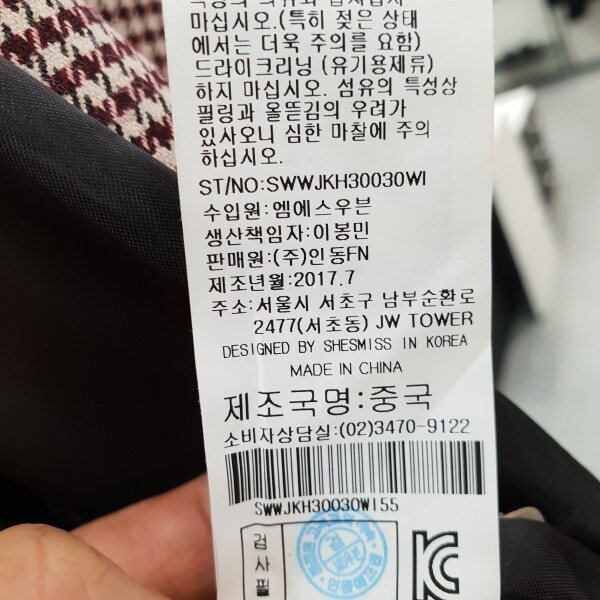 마십시오.(특히 젖은 상태
에서는 더욱 주의를 요함)
드라이크리닝 (유기용제류)
하지 마십시오. 섬유의 특성상
필링과 올뜯김의 우려가
있사오니 심한 마찰에 주의
하십시오.
ST/NO:SWWJKH30030WI
수입원:엠에스우븐
생산책임자:이봉민
판매원:(주)인동FN
제조년월:2017.7
주소:서울시 서초구 남부순환로
2477(서초동) JW TOWER
DESIGNED BY SHESMISS IN KOREA
MADE IN CHINA
제조국명:중국
소비자상담실:(02)3470-9122
SWWJKH30030WI55
검사필